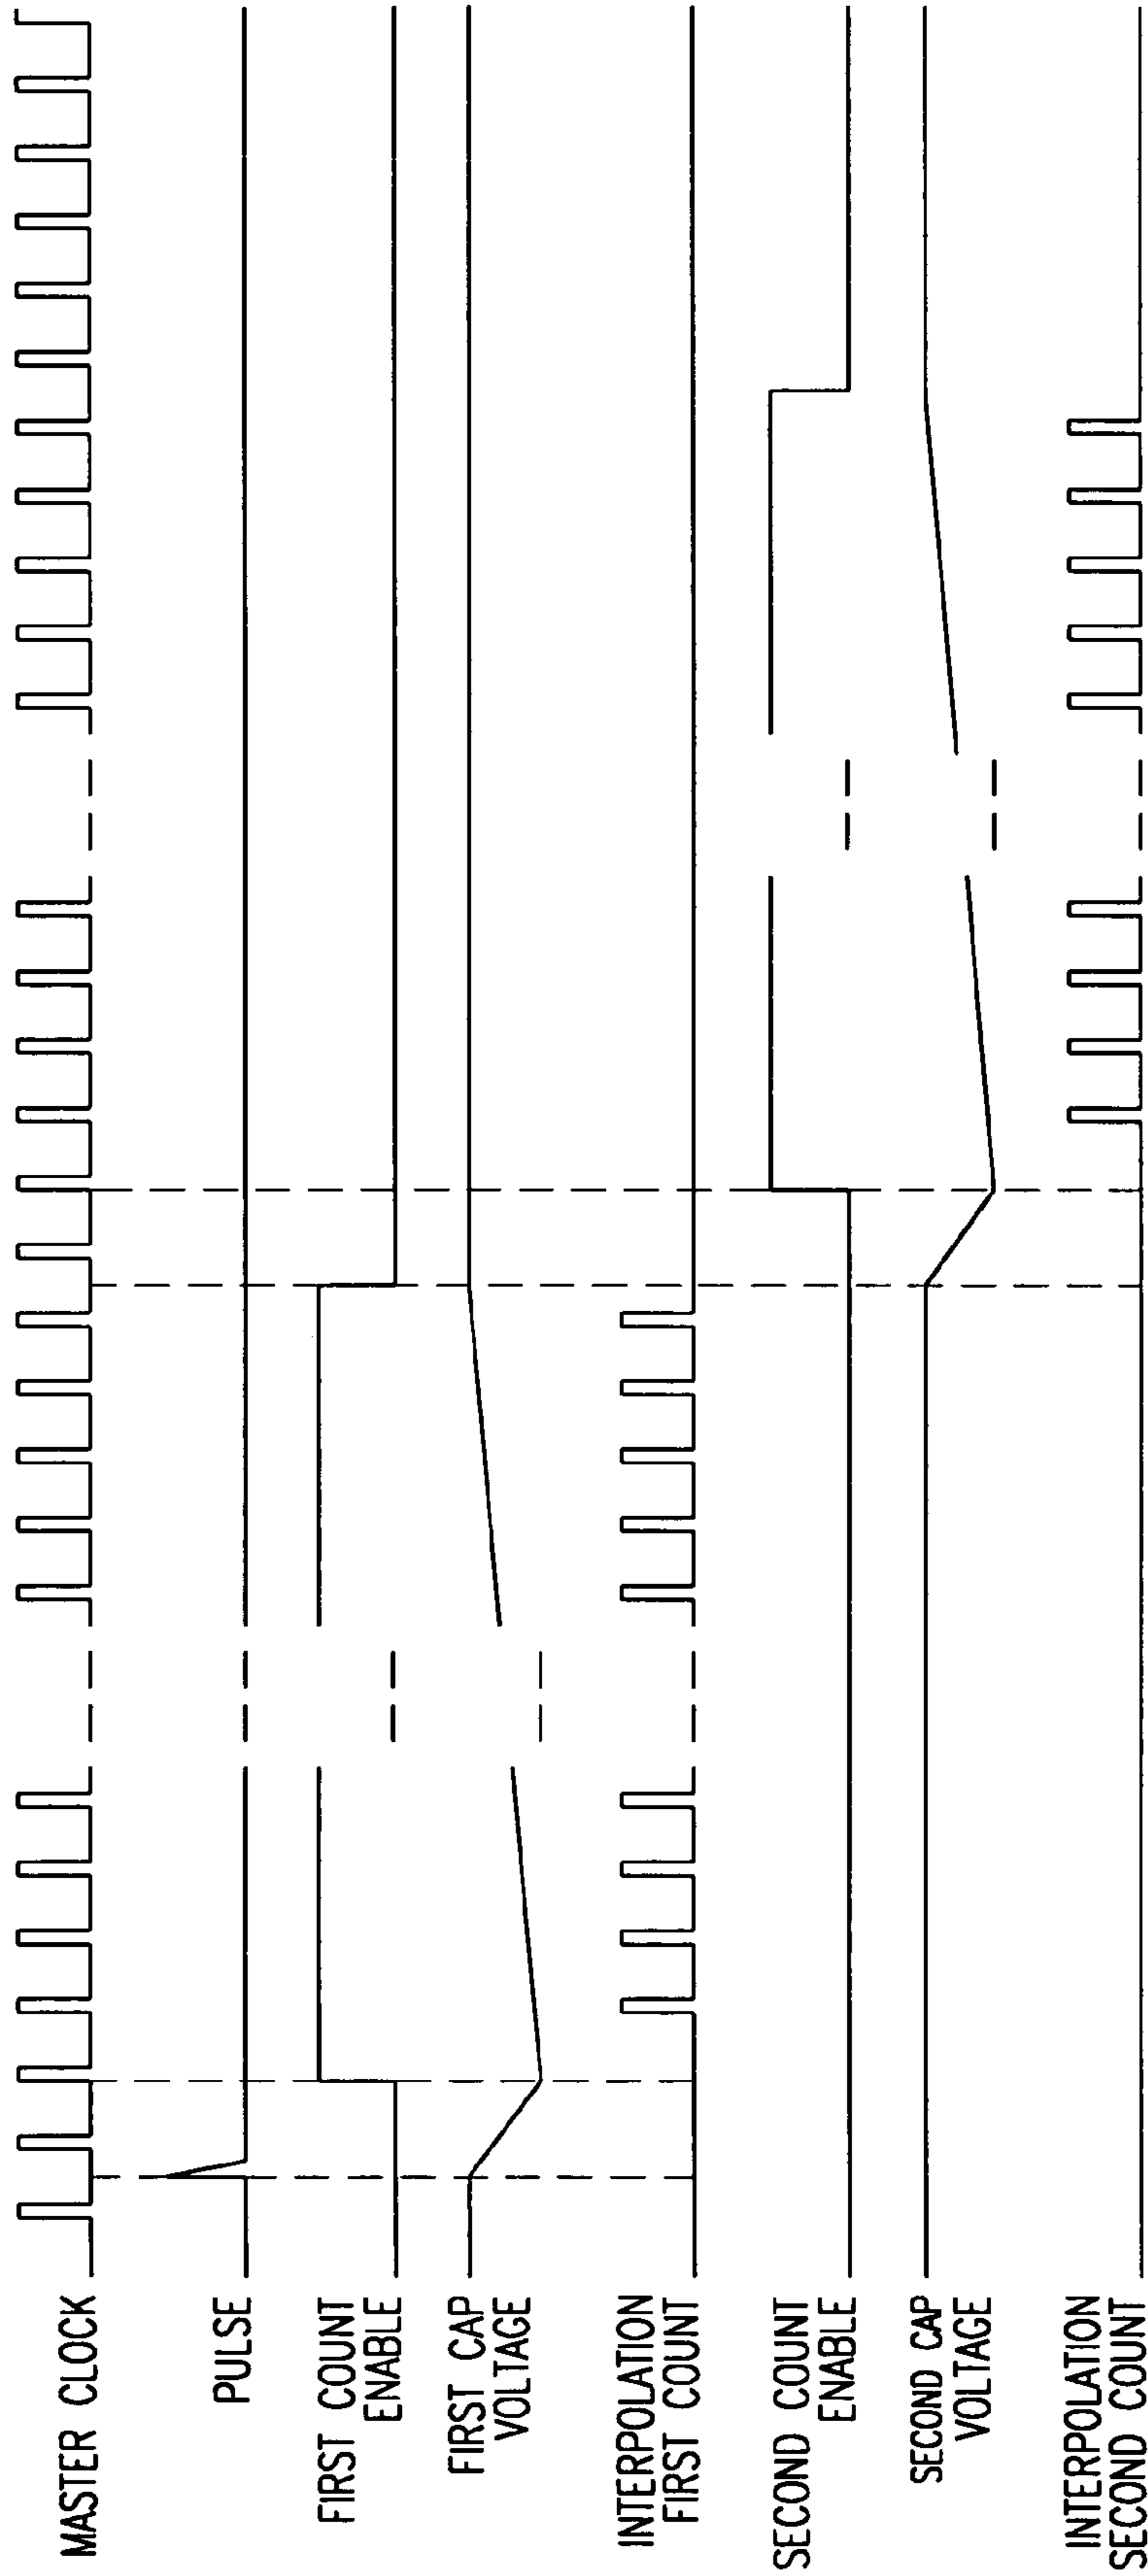 MASTER CLOCK
PULSE
FIRST COUNT
ENABLE
FIRST CAP
VOLTAGE
INTERPOLATION
FIRST COUNT
SECOND COUNT
ENABLE
SECOND CAP
VOLTAGE
INTERPOLATION
SECOND COUNT